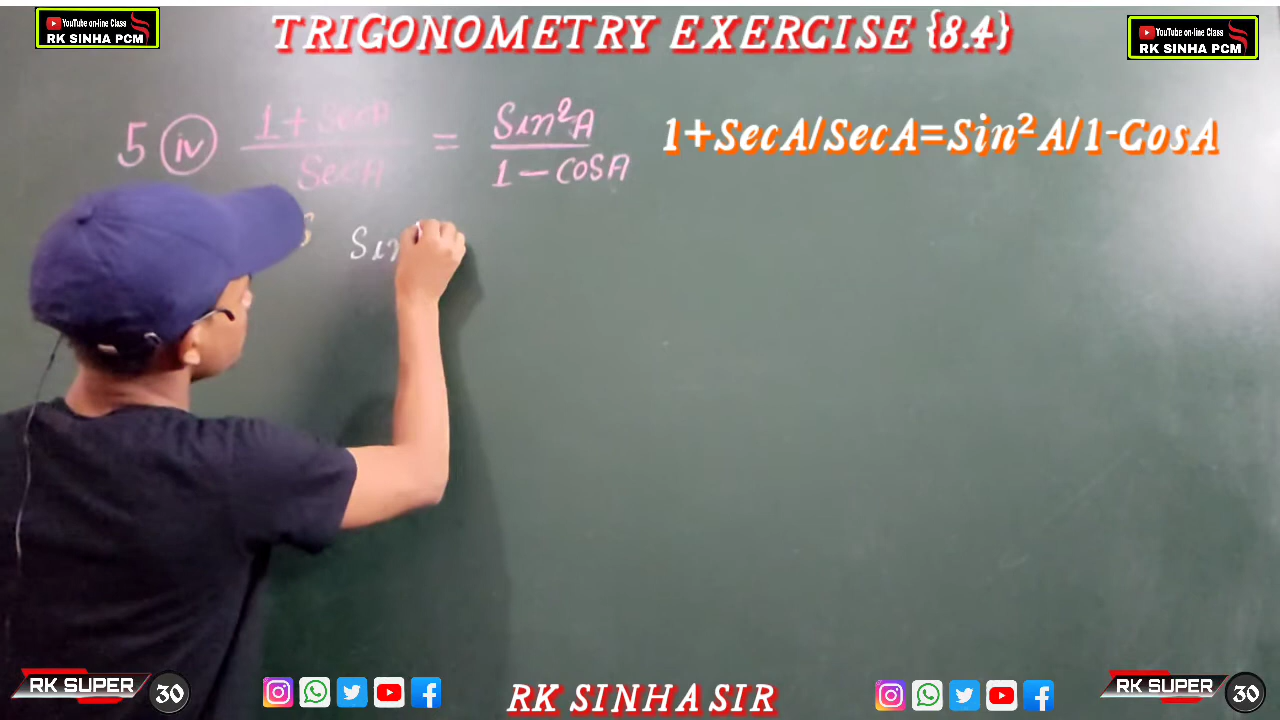 YouTube on-line Class
RK SINHA PCM
TRIGONOMETRY EXERCISE {8.4}
YouTube on-line Class
RK SINHA PCM
5 (iv) 1+SecA / SecA = Sin²A / 1-COSA
1+SecA/SecA=Sin²A/1-CosA
Sin
RK SUPER 30
RK SINHA SIR
RK SUPER 30